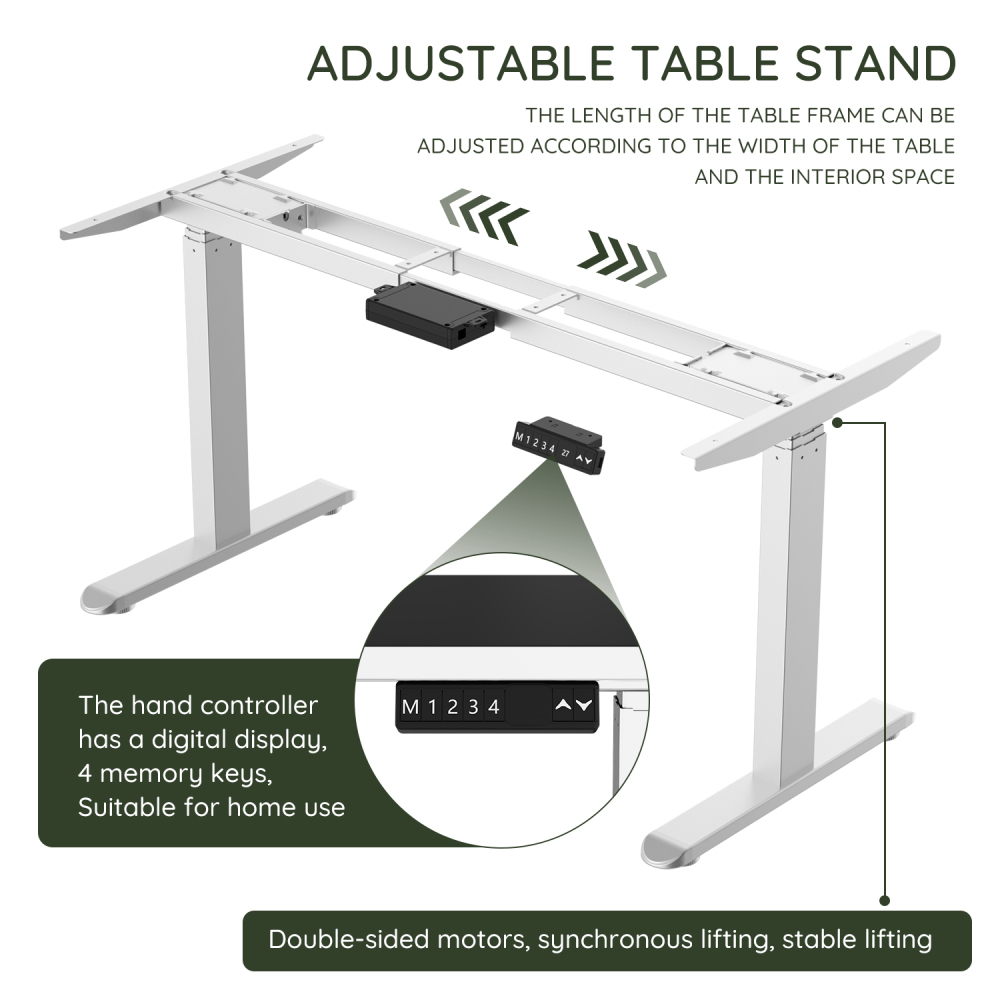 ADJUSTABLE TABLE STAND
THE LENGTH OF THE TABLE FRAME CAN BE
ADJUSTED ACCORDING TO THE WIDTH OF THE TABLE
AND THE INTERIOR SPACE
M 1 2 3 4 27
M 1 2 3 4
The hand controller
has a digital display,
4 memory keys,
Suitable for home use
Double-sided motors, synchronous lifting, stable lifting